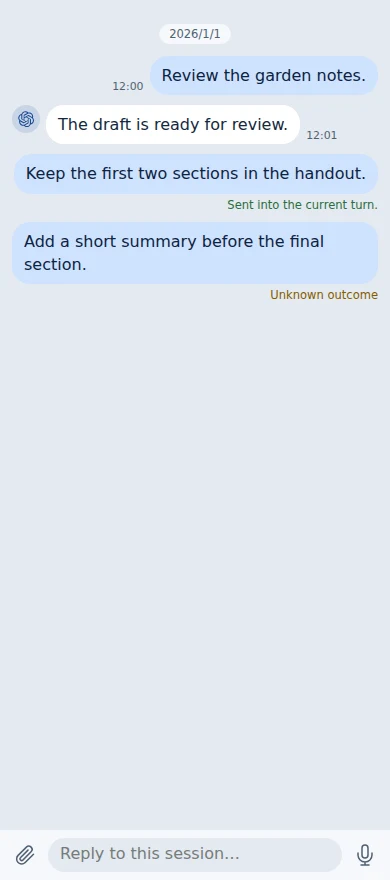 2026/1/1
Review the garden notes.
12:00
The draft is ready for review.
12:01
Keep the first two sections in the handout.
Sent into the current turn.
Add a short summary before the final
section.
Unknown outcome
Reply to this session...